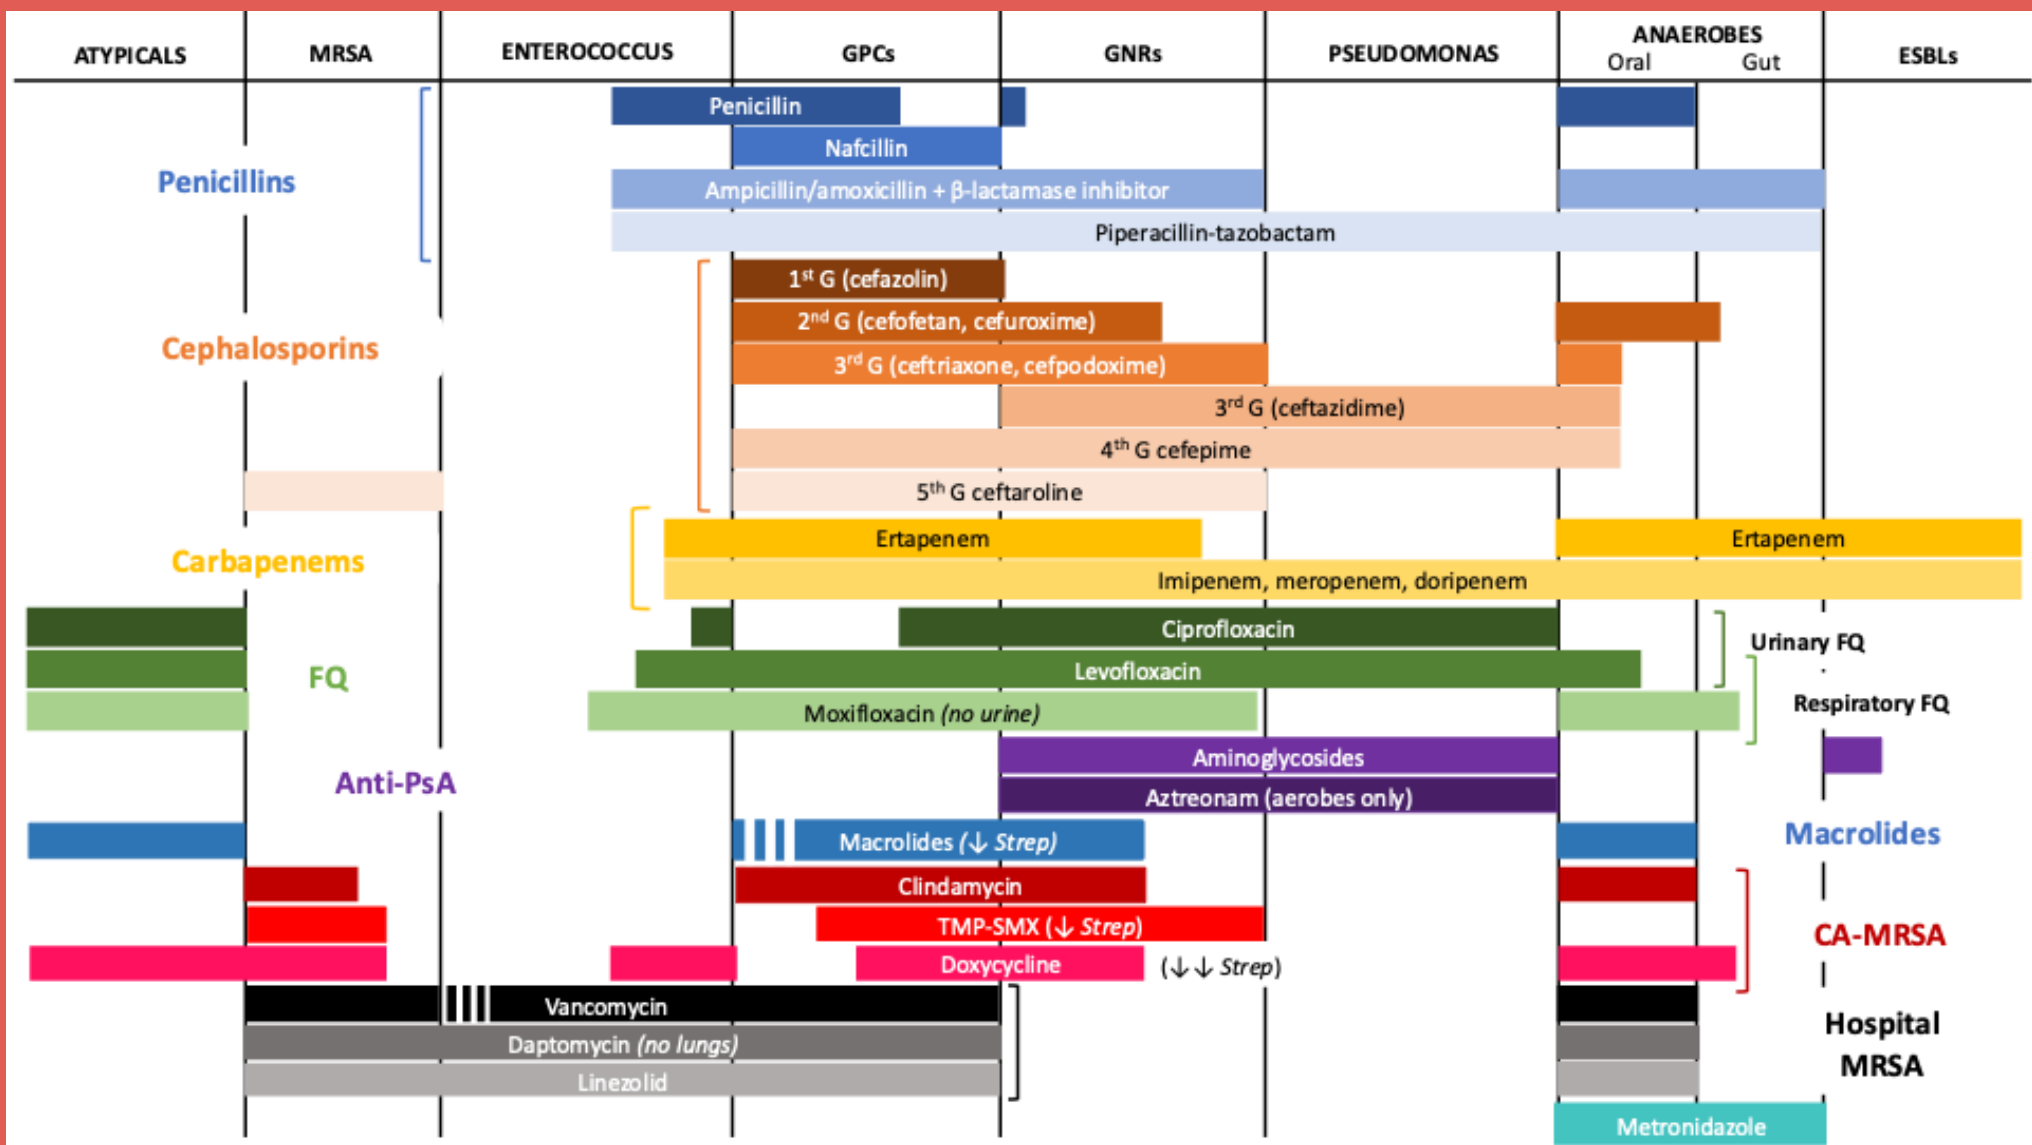 ATYPICALS MRSA ENTEROCOCCUS GPCs GNRs PSEUDOMONAS ANAEROBES ESBLs
Oral Gut
Penicillin
Nafcillin
Penicillins
Ampicillin/amoxicillin + β-lactamase inhibitor
Piperacillin-tazobactam
1st G (cefazolin)
2nd G (cefofetan, cefuroxime)
Cephalosporins
3rd G (ceftriaxone, cefpodoxime)
3rd G (ceftazidime)
4th G cefepime
5th G ceftaroline
Ertapenem Ertapenem
Carbapenems
Imipenem, meropenem, doripenem
Ciprofloxacin
Urinary FQ
Levofloxacin
FQ
Moxifloxacin (no urine)
Respiratory FQ
Aminoglycosides
Anti-PsA
Aztreonam (aerobes only)
Macrolides (↓ Strep)
Macrolides
Clindamycin
TMP-SMX (↓ Strep)
CA-MRSA
Doxycycline (↓↓ Strep)
Vancomycin
Hospital
MRSA
Daptomycin (no lungs)
Linezolid
Metronidazole